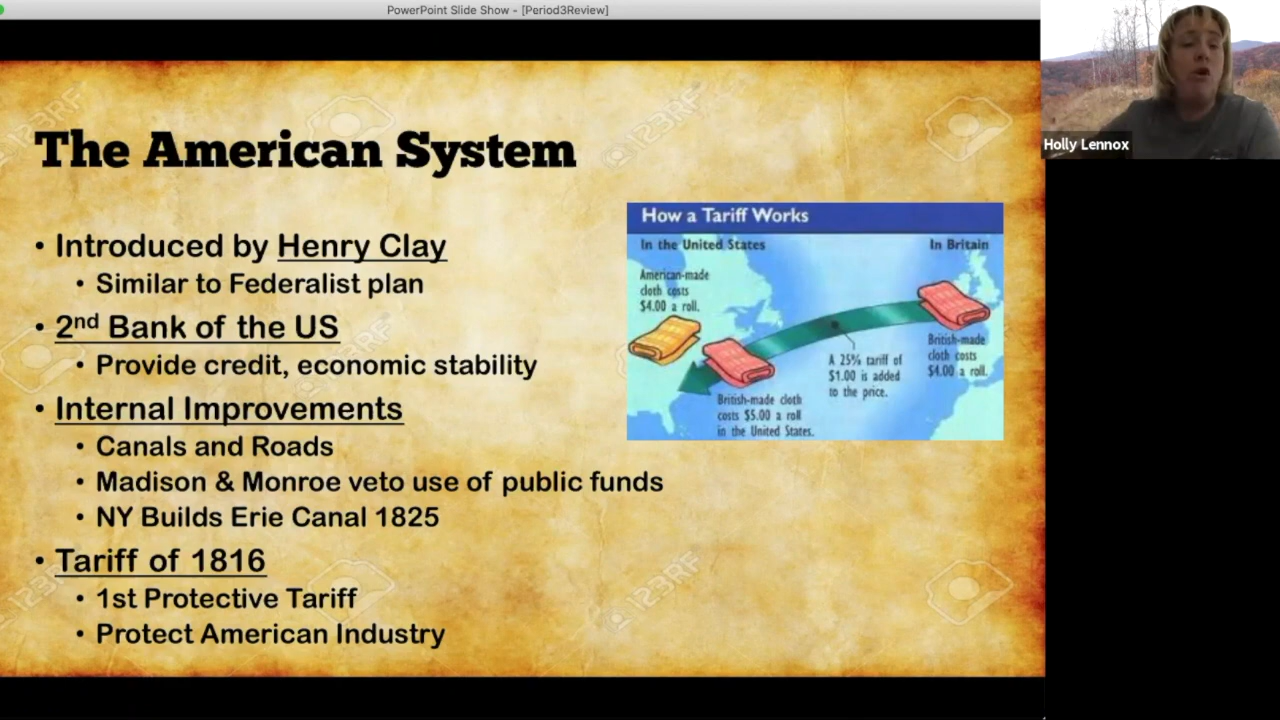 PowerPoint Slide Show - [Period3Review]
Holly Lennox
The American System
• Introduced by Henry Clay
• Similar to Federalist plan
• 2nd Bank of the US
• Provide credit, economic stability
• Internal Improvements
• Canals and Roads
• Madison & Monroe veto use of public funds
• NY Builds Erie Canal 1825
• Tariff of 1816
• 1st Protective Tariff
• Protect American Industry
How a Tariff Works
In the United States
In Britain
American-made
cloth costs
$4.00 a roll.
A 25% tariff of
$1.00 is added
to the price.
British-made
cloth costs
$4.00 a roll.
British-made cloth
costs $5.00 a roll
in the United States.
123RF
123RF
123RF
123RF
123RF